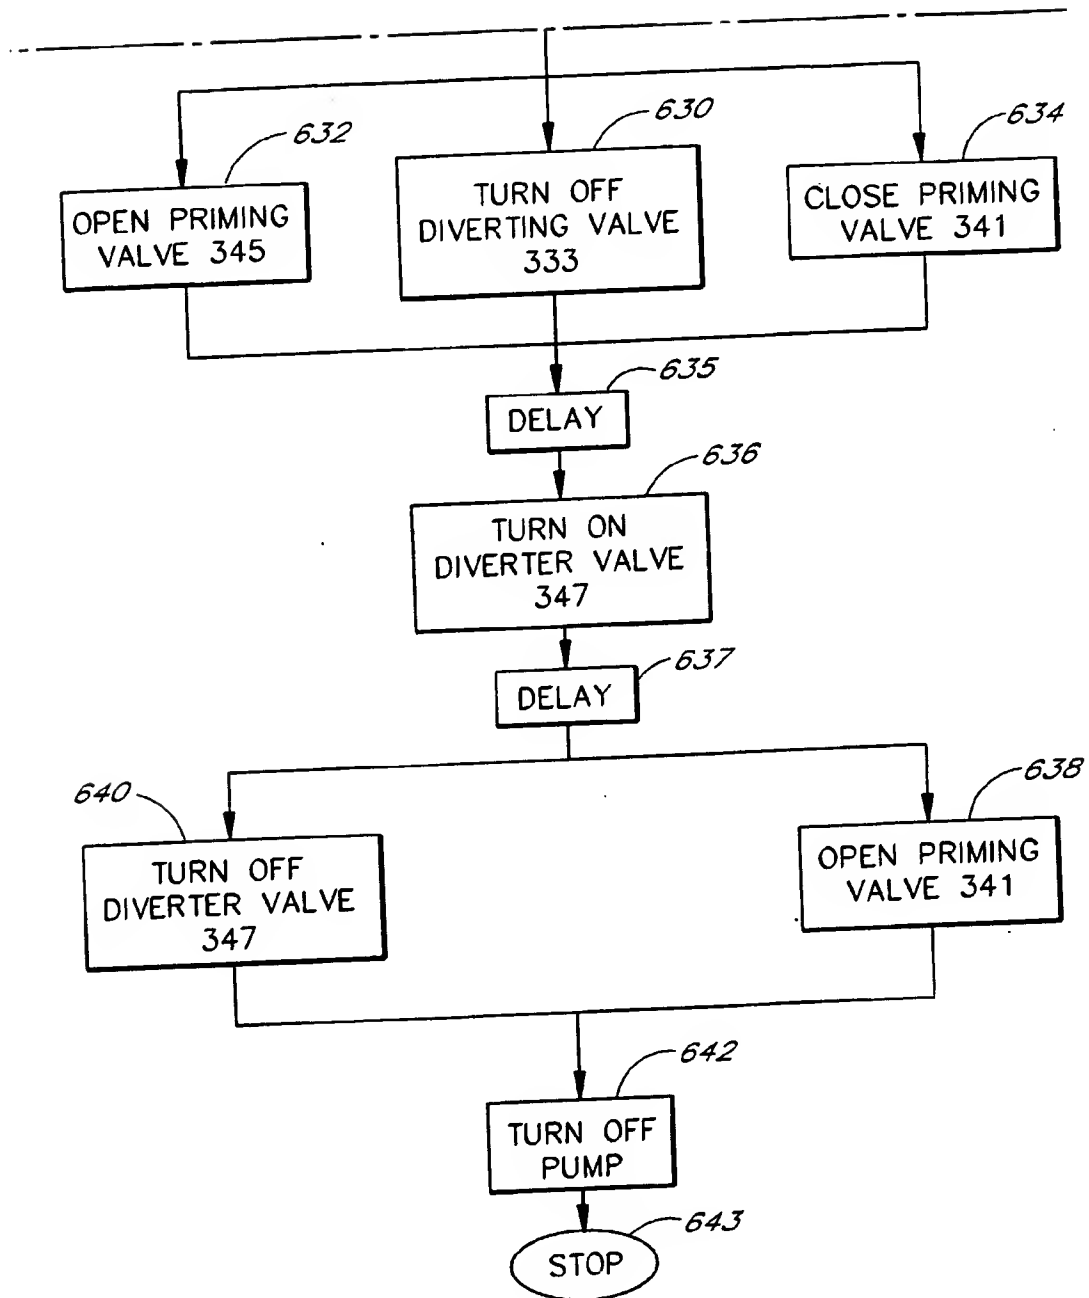 632
630
634
OPEN PRIMING
VALVE 345
TURN OFF
DIVERTING VALVE
333
CLOSE PRIMING
VALVE 341
635
DELAY
636
TURN ON
DIVERTER VALVE
347
637
DELAY
640
638
TURN OFF
DIVERTER VALVE
347
OPEN PRIMING
VALVE 341
642
TURN OFF
PUMP
643
STOP